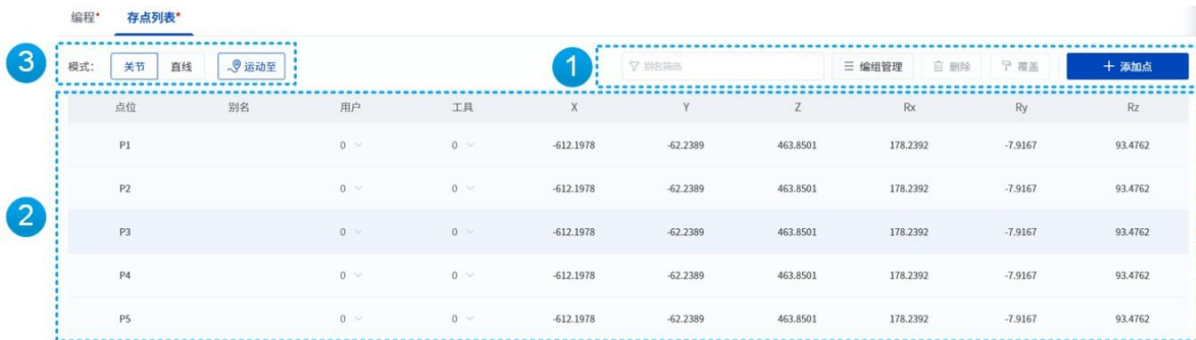 编程* 存点列表*
3 模式： 关节 直线 运动至 1 别名筛选 编组管理 删除 覆盖 + 添加点
点位 别名 用户 工具 X Y Z Rx Ry Rz
P1 0 0 -612.1978 -62.2389 463.8501 178.2392 -7.9167 93.4762
P2 0 0 -612.1978 -62.2389 463.8501 178.2392 -7.9167 93.4762
2
P3 0 0 -612.1978 -62.2389 463.8501 178.2392 -7.9167 93.4762
P4 0 0 -612.1978 -62.2389 463.8501 178.2392 -7.9167 93.4762
P5 0 0 -612.1978 -62.2389 463.8501 178.2392 -7.9167 93.4762